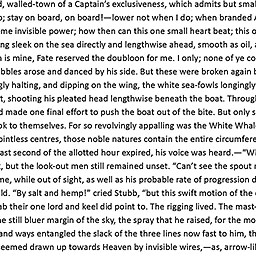 d, walled-town of a Captain's exclusiveness, which admits but smal
o; stay on board, on board!—lower not when I do; when branded A
me invisible power; how then can this one small heart beat; this o
ng sleek on the sea directly and lengthwise ahead, smooth as oil, a
a is mine, Fate reserved the doubloon for me. I only; none of ye co
bbles arose and danced by his side. But these were broken again b
gly halting, and dipping on the wing, the white sea-fowls longingly
t, shooting his pleated head lengthwise beneath the boat. Through
d made one final effort to push the boat out of the bite. But only s
ok to themselves. For so revolvingly appalling was the White Whal
ointless centres, those noble natures contain the entire circumfere
ast second of the allotted hour expired, his voice was heard.—"Wi
t, but the look-out men still remained unset. "Can't see the spout n
me, while out of sight, as well as his probable rate of progression d
ld. "By salt and hemp!" cried Stubb, "but this swift motion of the d
ab their one lord and keel did point to. The rigging lived. The mast-
ne still bluer margin of the sky, the spray that he raised, for the mo
and ways entangled the slack of the three lines now fast to him, th
eemed drawn up towards Heaven by invisible wires,—as, arrow-lik